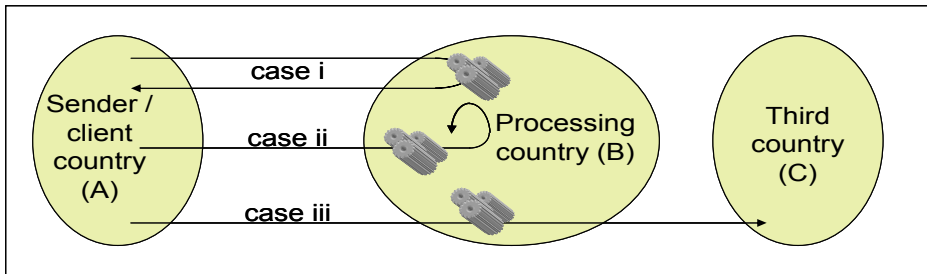 case i
Sender /
client
country
(A)
case ii
case iii
Processing
country (B)
Third
country
(C)